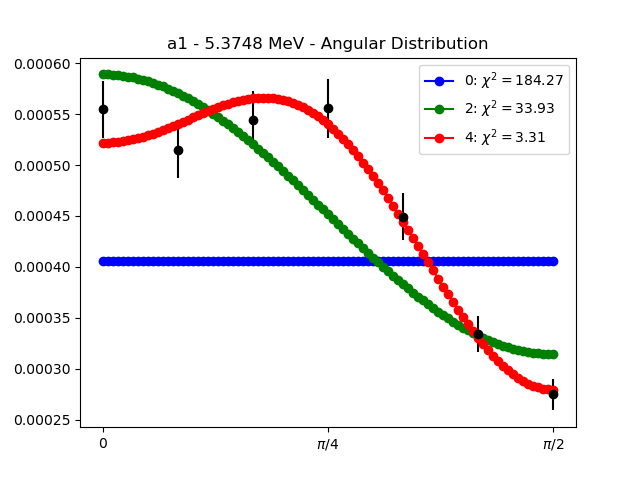 a1 - 5.3748 MeV - Angular Distribution
0.00060
0.00055
0.00050
0.00045
0.00040
0.00035
0.00030
0.00025
0
π/4
π/2
0: χ² = 184.27
2: χ² = 33.93
4: χ² = 3.31